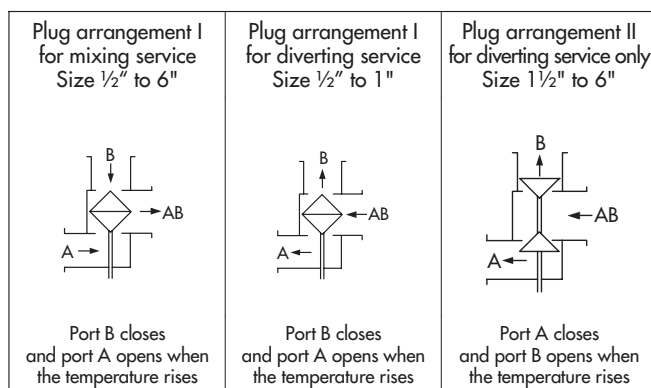 Plug arrangement I
for mixing service
Size ½" to 6"
B
AB
A
Port B closes
and port A opens when
the temperature rises
Plug arrangement I
for diverting service
Size ½" to 1"
B
AB
A
Port B closes
and port A opens when
the temperature rises
Plug arrangement II
for diverting service only
Size 1½" to 6"
B
AB
A
Port A closes
and port B opens when
the temperature rises